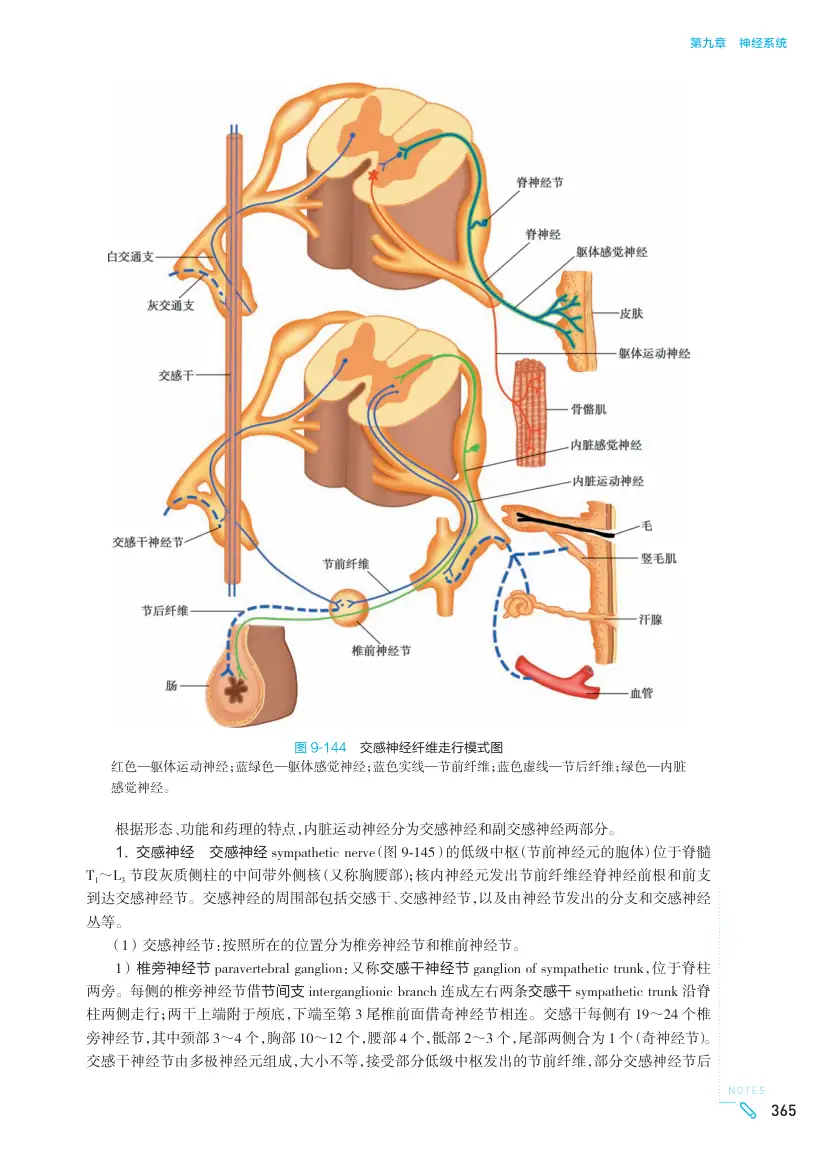 第九章 神经系统
脊神经节
脊神经
躯体感觉神经
白交通支
灰交通支
皮肤
躯体运动神经
交感干
骨骼肌
内脏感觉神经
内脏运动神经
毛
交感干神经节
节前纤维
竖毛肌
节后纤维
汗腺
椎前神经节
肠
血管
图 9-144 交感神经纤维走行模式图
红色—躯体运动神经;蓝绿色—躯体感觉神经;蓝色实线—节前纤维;蓝色虚线—节后纤维;绿色—内脏
感觉神经。
根据形态、功能和药理的特点,内脏运动神经分为交感神经和副交感神经两部分。
1. 交感神经 交感神经 sympathetic nerve(图 9-145)的低级中枢(节前神经元的胞体)位于脊髓
T₁～L₃ 节段灰质侧柱的中间带外侧核(又称胸腰部);核内神经元发出节前纤维经脊神经前根和前支
到达交感神经节。交感神经的周围部包括交感干、交感神经节,以及由神经节发出的分支和交感神经
丛等。
(1)交感神经节:按照所在的位置分为椎旁神经节和椎前神经节。
1)椎旁神经节 paravertebral ganglion:又称交感干神经节 ganglion of sympathetic trunk,位于脊柱
两旁。每侧的椎旁神经节借节间支 interganglionic branch 连成左右两条交感干 sympathetic trunk 沿脊
柱两侧走行;两干上端附于颅底,下端至第 3 尾椎前面借奇神经节相连。交感干每侧有 19～24 个椎
旁神经节,其中颈部 3～4 个,胸部 10～12 个,腰部 4 个,骶部 2～3 个,尾部两侧合为 1 个(奇神经节)。
交感干神经节由多极神经元组成,大小不等,接受部分低级中枢发出的节前纤维,部分交感神经节后
NOTES
365